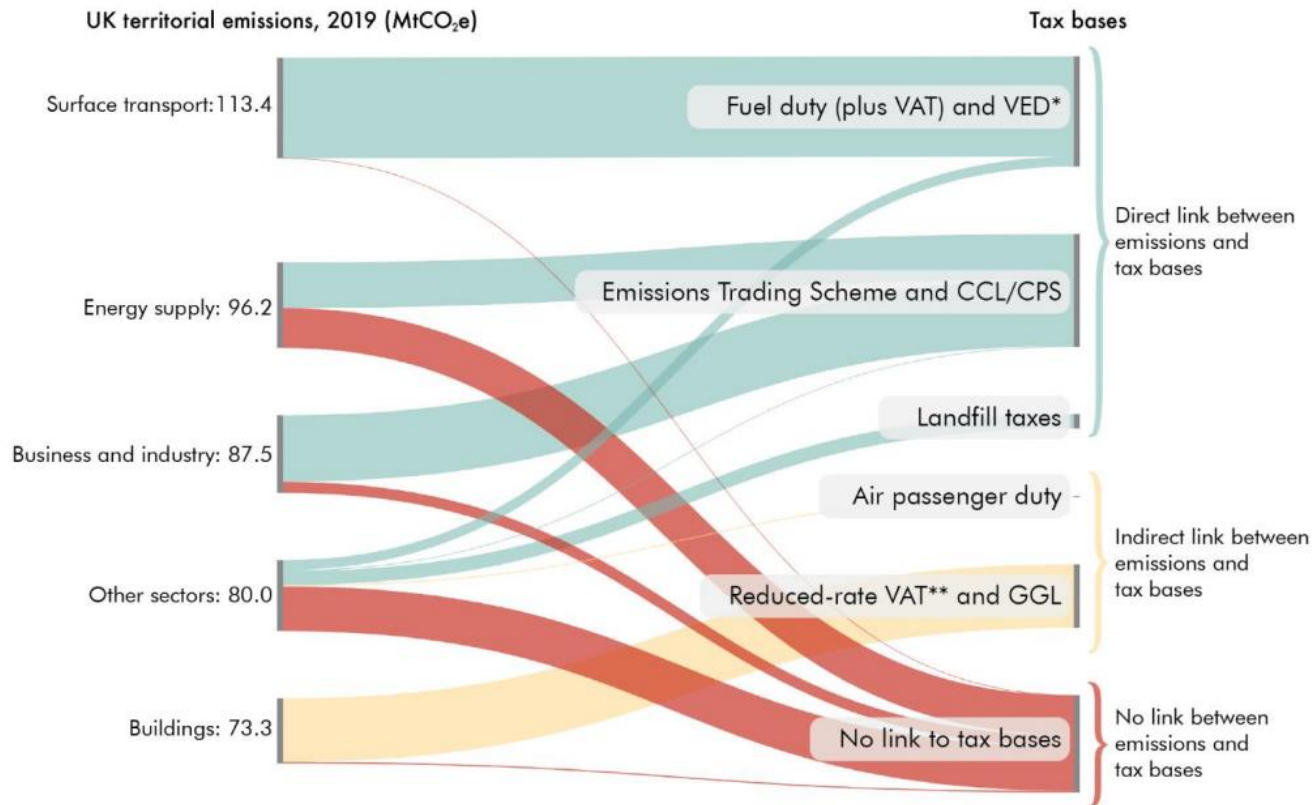 UK territorial emissions, 2019 (MtCO₂e)
Tax bases
Surface transport:113.4
Fuel duty (plus VAT) and VED*
Direct link between
emissions and
tax bases
Energy supply: 96.2
Emissions Trading Scheme and CCL/CPS
Landfill taxes
Business and industry: 87.5
Air passenger duty
Indirect link between
emissions and
tax bases
Other sectors: 80.0
Reduced-rate VAT** and GGL
Buildings: 73.3
No link to tax bases
No link between
emissions and
tax bases